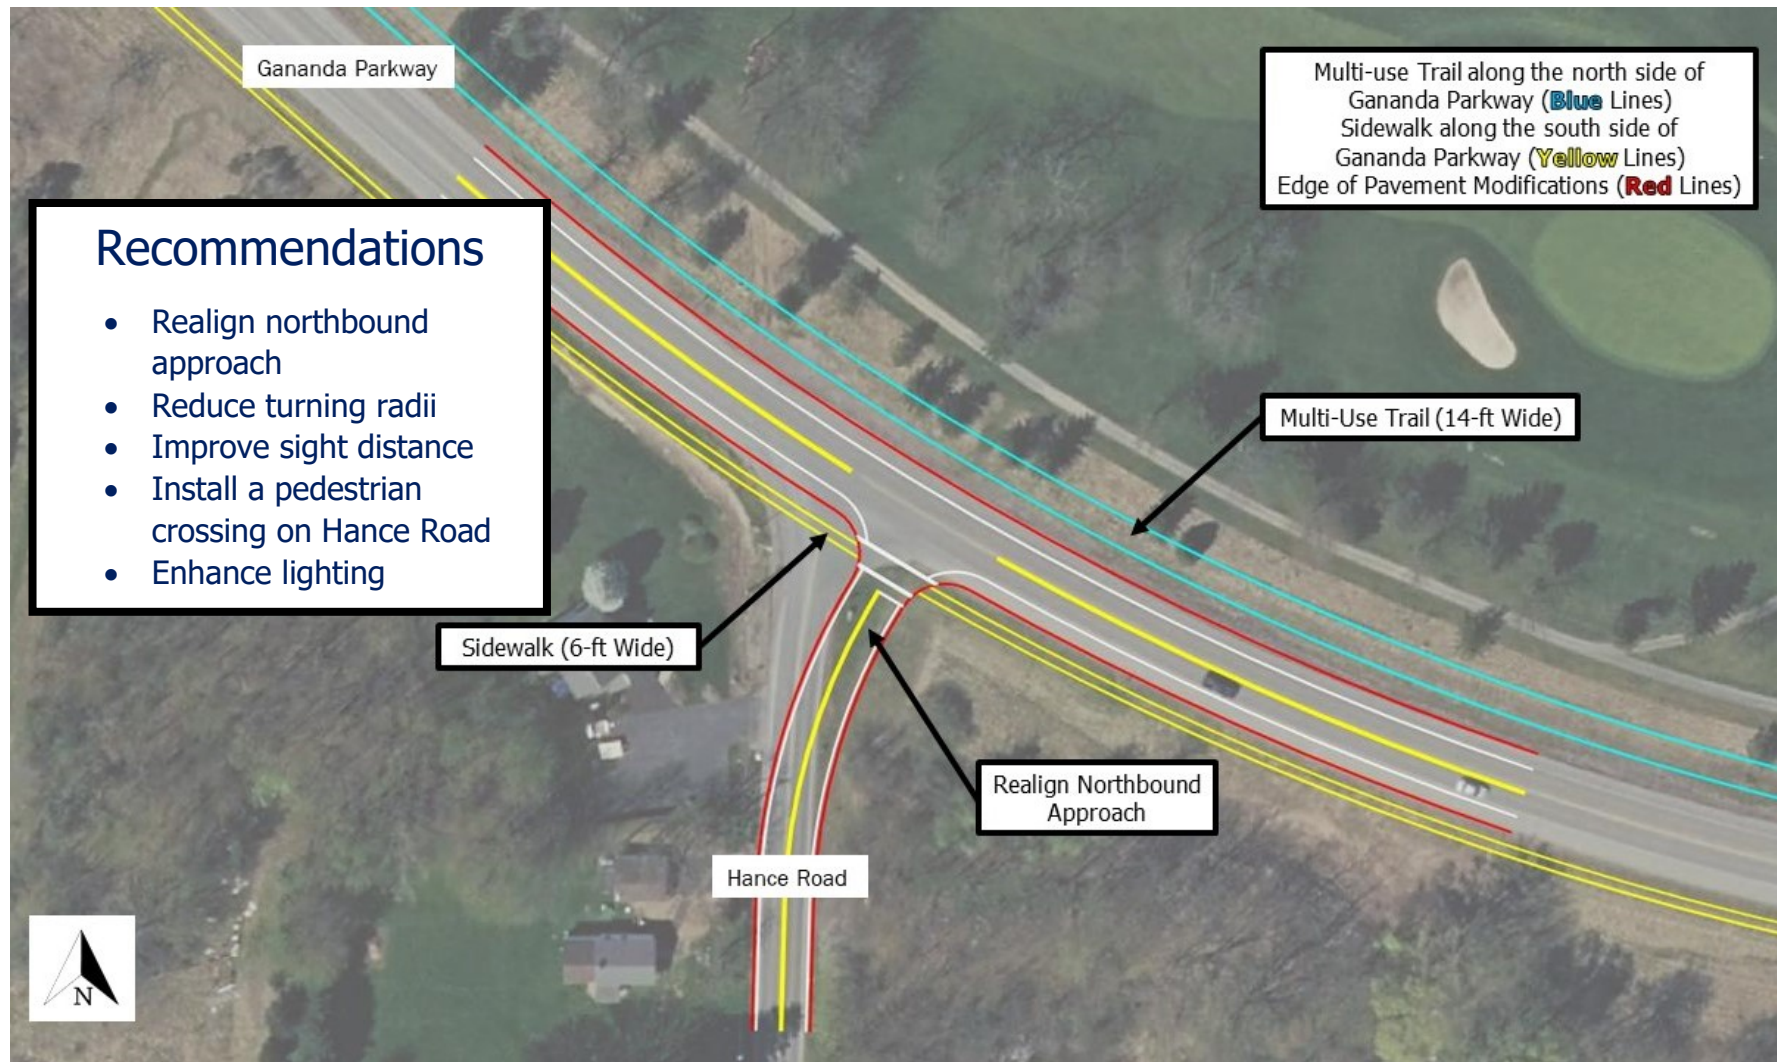 Gananda Parkway
Multi-use Trail along the north side of
Gananda Parkway (Blue Lines)
Sidewalk along the south side of
Gananda Parkway (Yellow Lines)
Edge of Pavement Modifications (Red Lines)
Recommendations
• Realign northbound
approach
• Reduce turning radii
• Improve sight distance
• Install a pedestrian
crossing on Hance Road
• Enhance lighting
Multi-Use Trail (14-ft Wide)
Sidewalk (6-ft Wide)
Realign Northbound
Approach
Hance Road
N